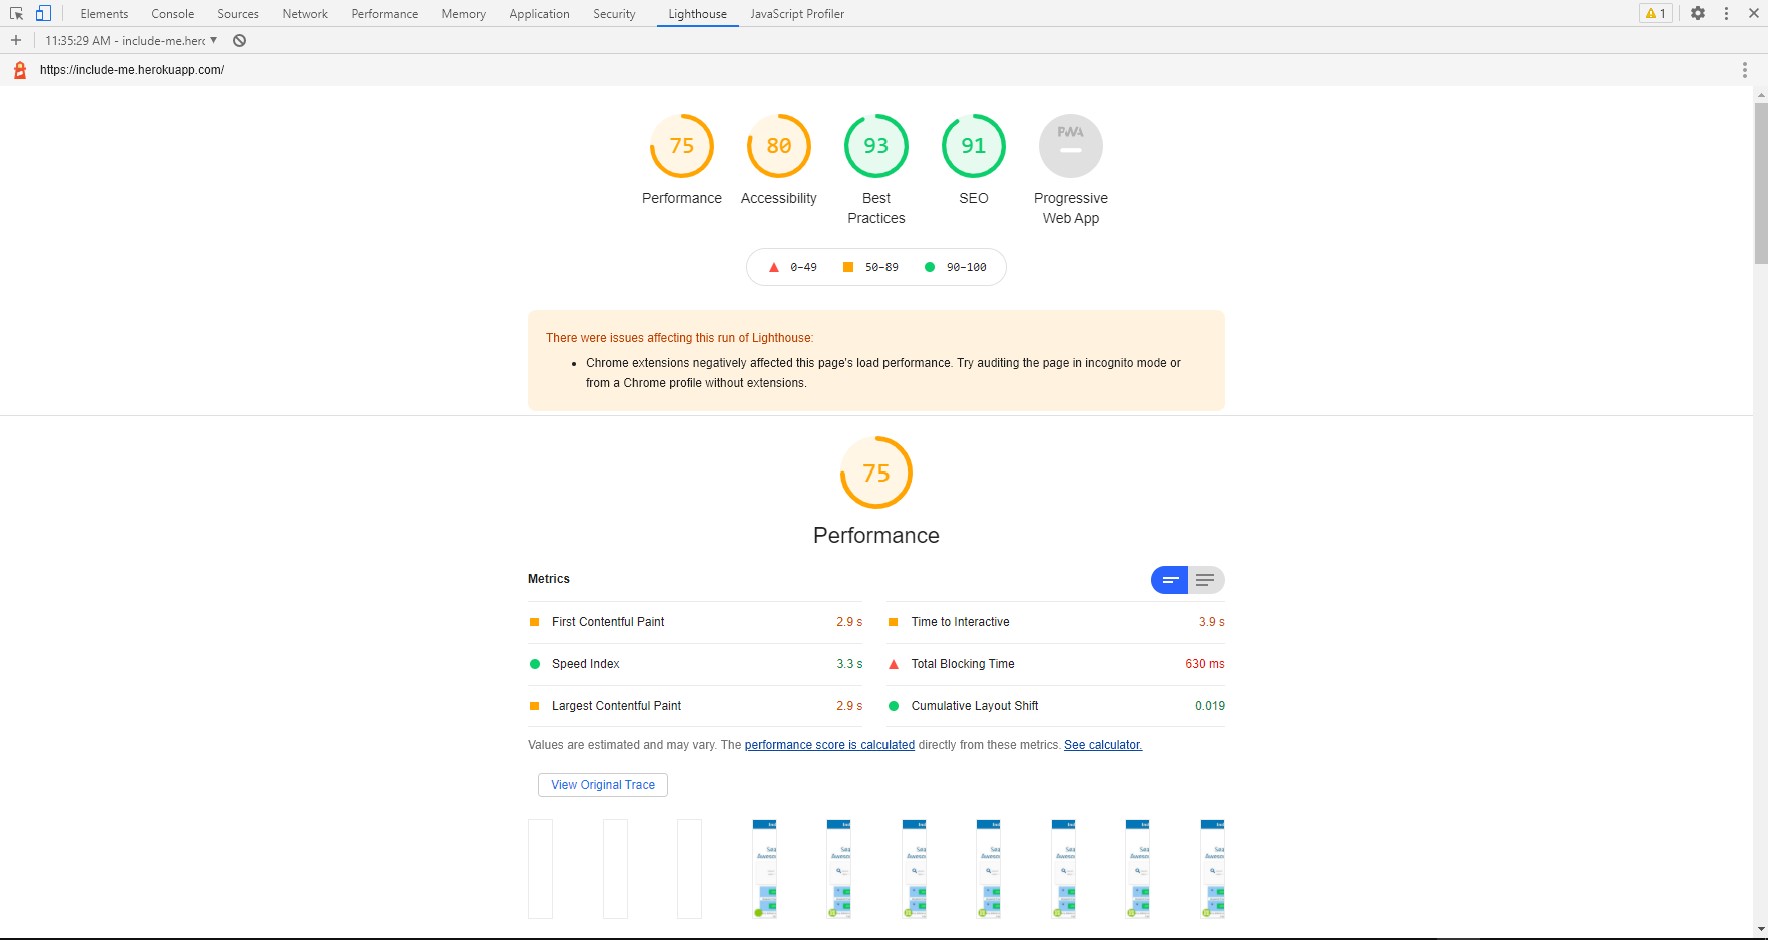 Elements Console Sources Network Performance Memory Application Security Lighthouse JavaScript Profiler 1
11:35:29 AM - include-me.herc
https://include-me.herokuapp.com/
75 80 93 91 PWA
Performance Accessibility Best Practices SEO Progressive Web App
0–49 50–89 90–100
There were issues affecting this run of Lighthouse:
• Chrome extensions negatively affected this page's load performance. Try auditing the page in incognito mode or
from a Chrome profile without extensions.
75
Performance
Metrics
First Contentful Paint 2.9 s
Time to Interactive 3.9 s
Speed Index 3.3 s
Total Blocking Time 630 ms
Largest Contentful Paint 2.9 s
Cumulative Layout Shift 0.019
Values are estimated and may vary. The performance score is calculated directly from these metrics. See calculator.
View Original Trace